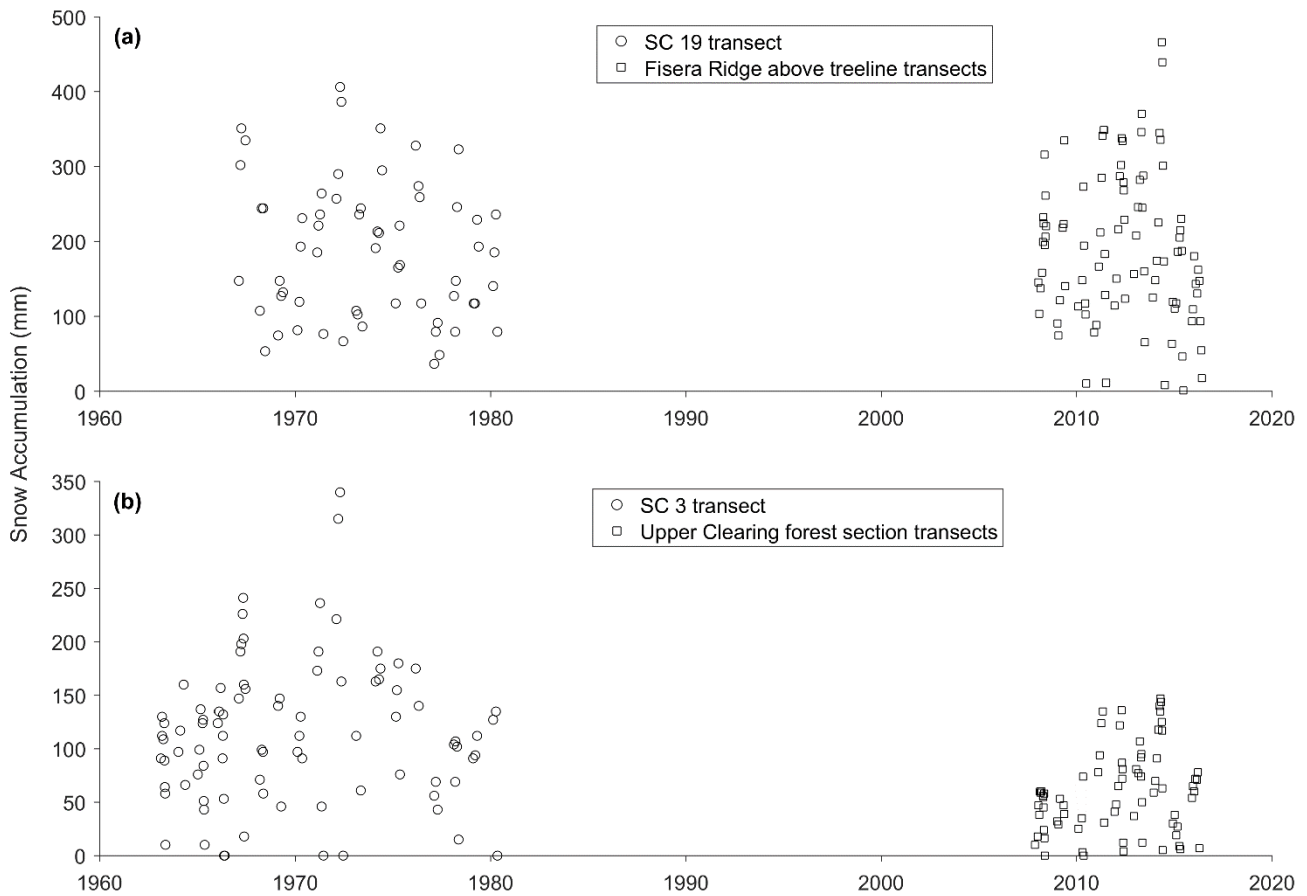 (a)
SC 19 transect
Fisera Ridge above treeline transects
500
400
300
200
100
0
1960 1970 1980 1990 2000 2010 2020
Snow Accumulation (mm)
(b)
SC 3 transect
Upper Clearing forest section transects
350
300
250
200
150
100
50
0
1960 1970 1980 1990 2000 2010 2020